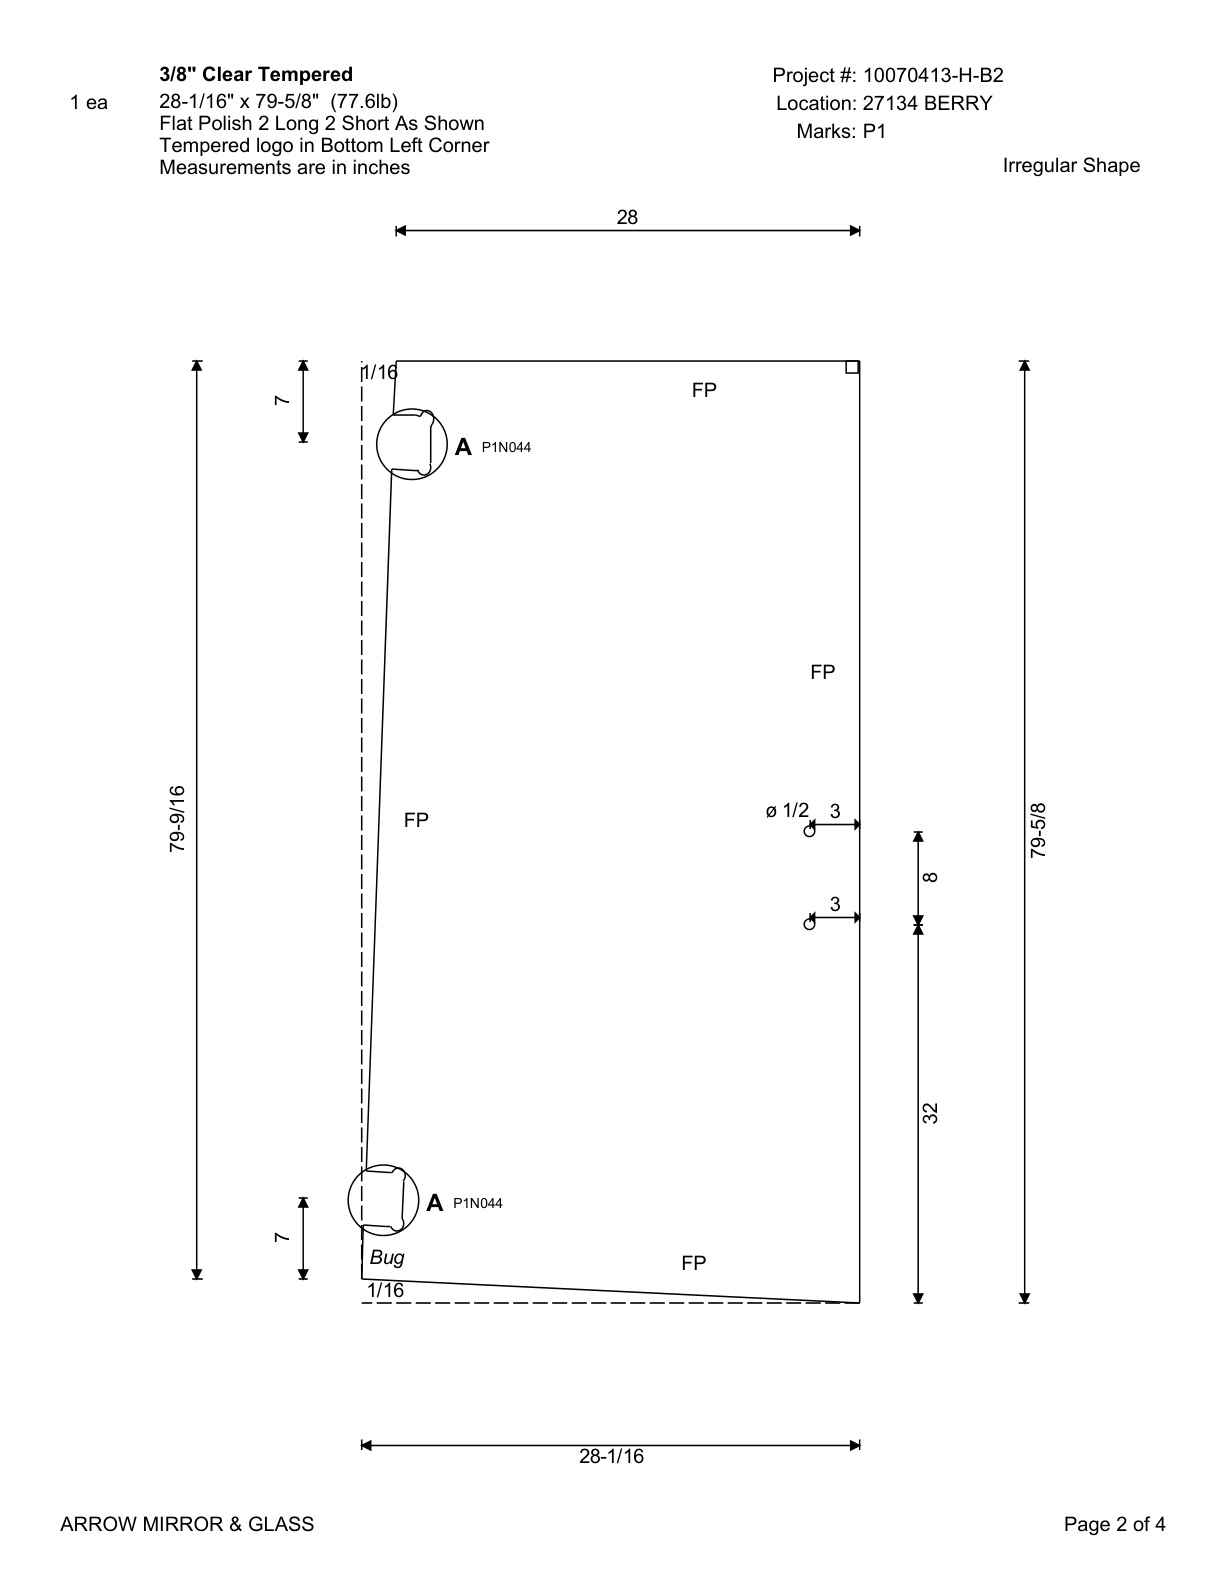 3/8" Clear Tempered
1 ea
28-1/16" x 79-5/8" (77.6lb)
Flat Polish 2 Long 2 Short As Shown
Tempered logo in Bottom Left Corner
Measurements are in inches
Project #: 10070413-H-B2
Location: 27134 BERRY
Marks: P1
Irregular Shape
28
1/16
7
FP
A P1N044
FP
79-9/16
FP
ø 1/2
3
79-5/8
8
3
32
A P1N044
7
Bug
FP
1/16
28-1/16
ARROW MIRROR & GLASS
Page 2 of 4